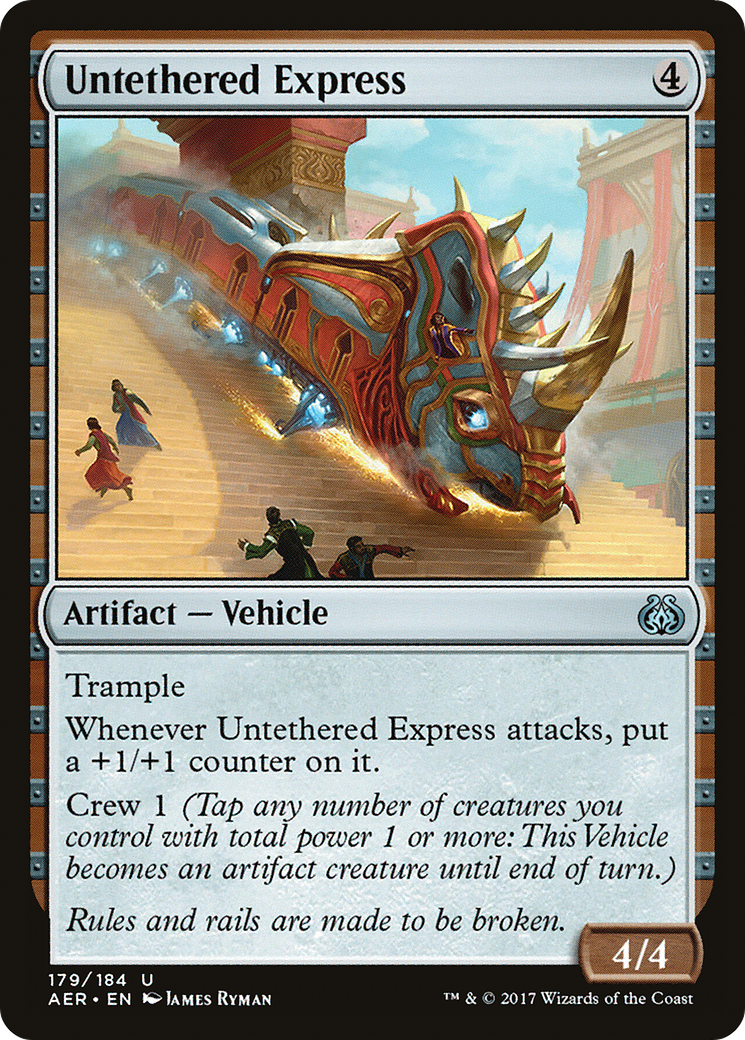 Untethered Express
4
Artifact — Vehicle
Trample
Whenever Untethered Express attacks, put
a +1/+1 counter on it.
Crew 1 (Tap any number of creatures you
control with total power 1 or more: This Vehicle
becomes an artifact creature until end of turn.)
Rules and rails are made to be broken.
4/4
179/184 U
AER • EN James Ryman
™ & © 2017 Wizards of the Coast